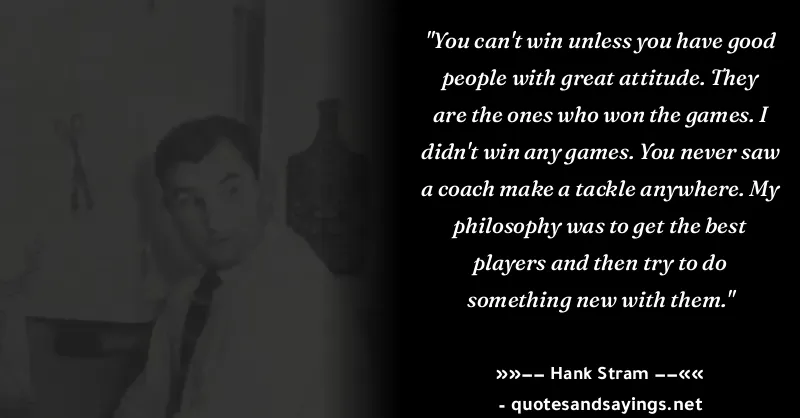 "You can't win unless you have good
people with great attitude. They
are the ones who won the games. I
didn't win any games. You never saw
a coach make a tackle anywhere. My
philosophy was to get the best
players and then try to do
something new with them."
»»−− Hank Stram −−««
- quotesandsayings.net